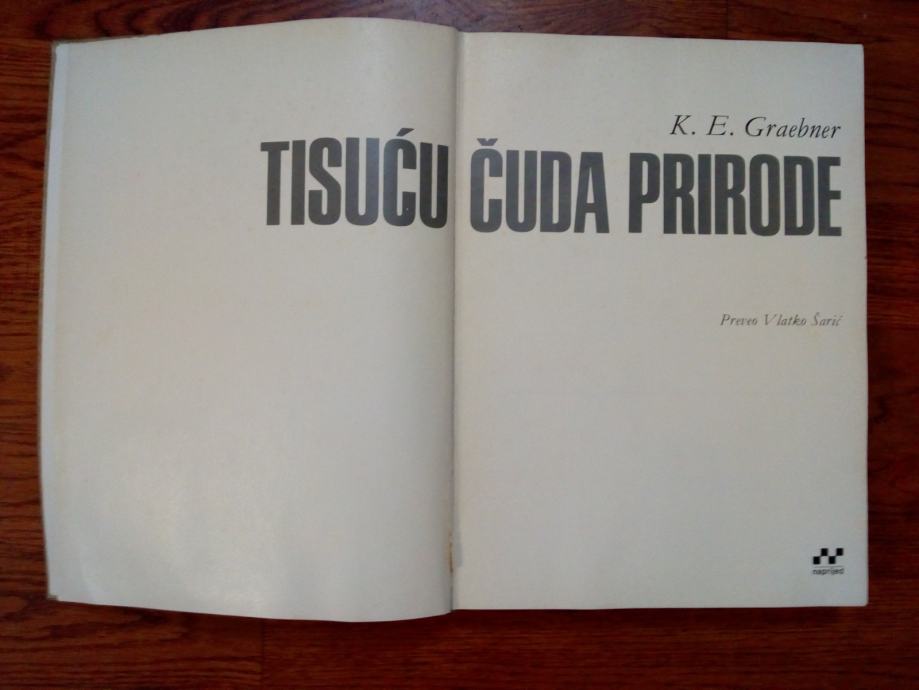 K. E. Graebner
TISUĆU ČUDA PRIRODE
Preveo Vlatko Šarić
naprijed